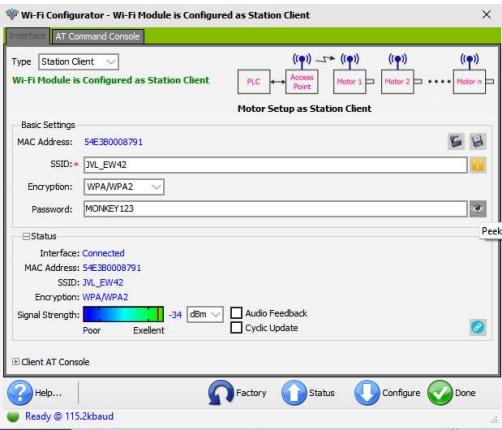 Wi-Fi Configurator - Wi-Fi Module is Configured as Station Client
Interface AT Command Console
Type Station Client
Wi-Fi Module is Configured as Station Client
PLC Access Point Motor 1 Motor 2 Motor n
Motor Setup as Station Client
Basic Settings
MAC Address: 54E3B0008791
SSID: * JVL_EW42
Encryption: WPA/WPA2
Password: MONKEY123
Peek
Status
Interface: Connected
MAC Address: 54E3B0008791
SSID: JVL_EW42
Encryption: WPA/WPA2
Signal Strength: -34 dBm Audio Feedback
Poor Exellent Cyclic Update
Client AT Console
Help... Factory Status Configure Done
Ready @ 115.2kbaud